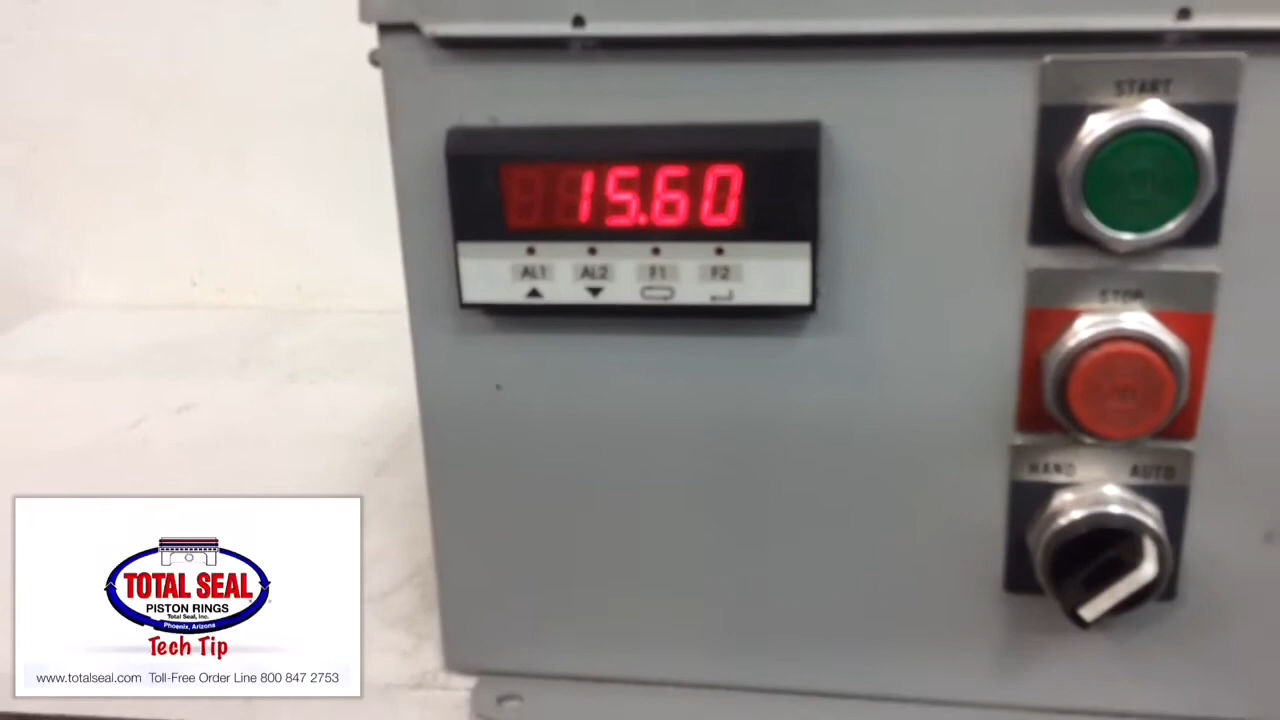 START
15.60
AL1 AL2 F1 F2
STOP
HAND AUTO
TOTAL SEAL
PISTON RINGS
Total Seal, Inc.
Phoenix, Arizona
Tech Tip
www.totalseal.com Toll-Free Order Line 800 847 2753